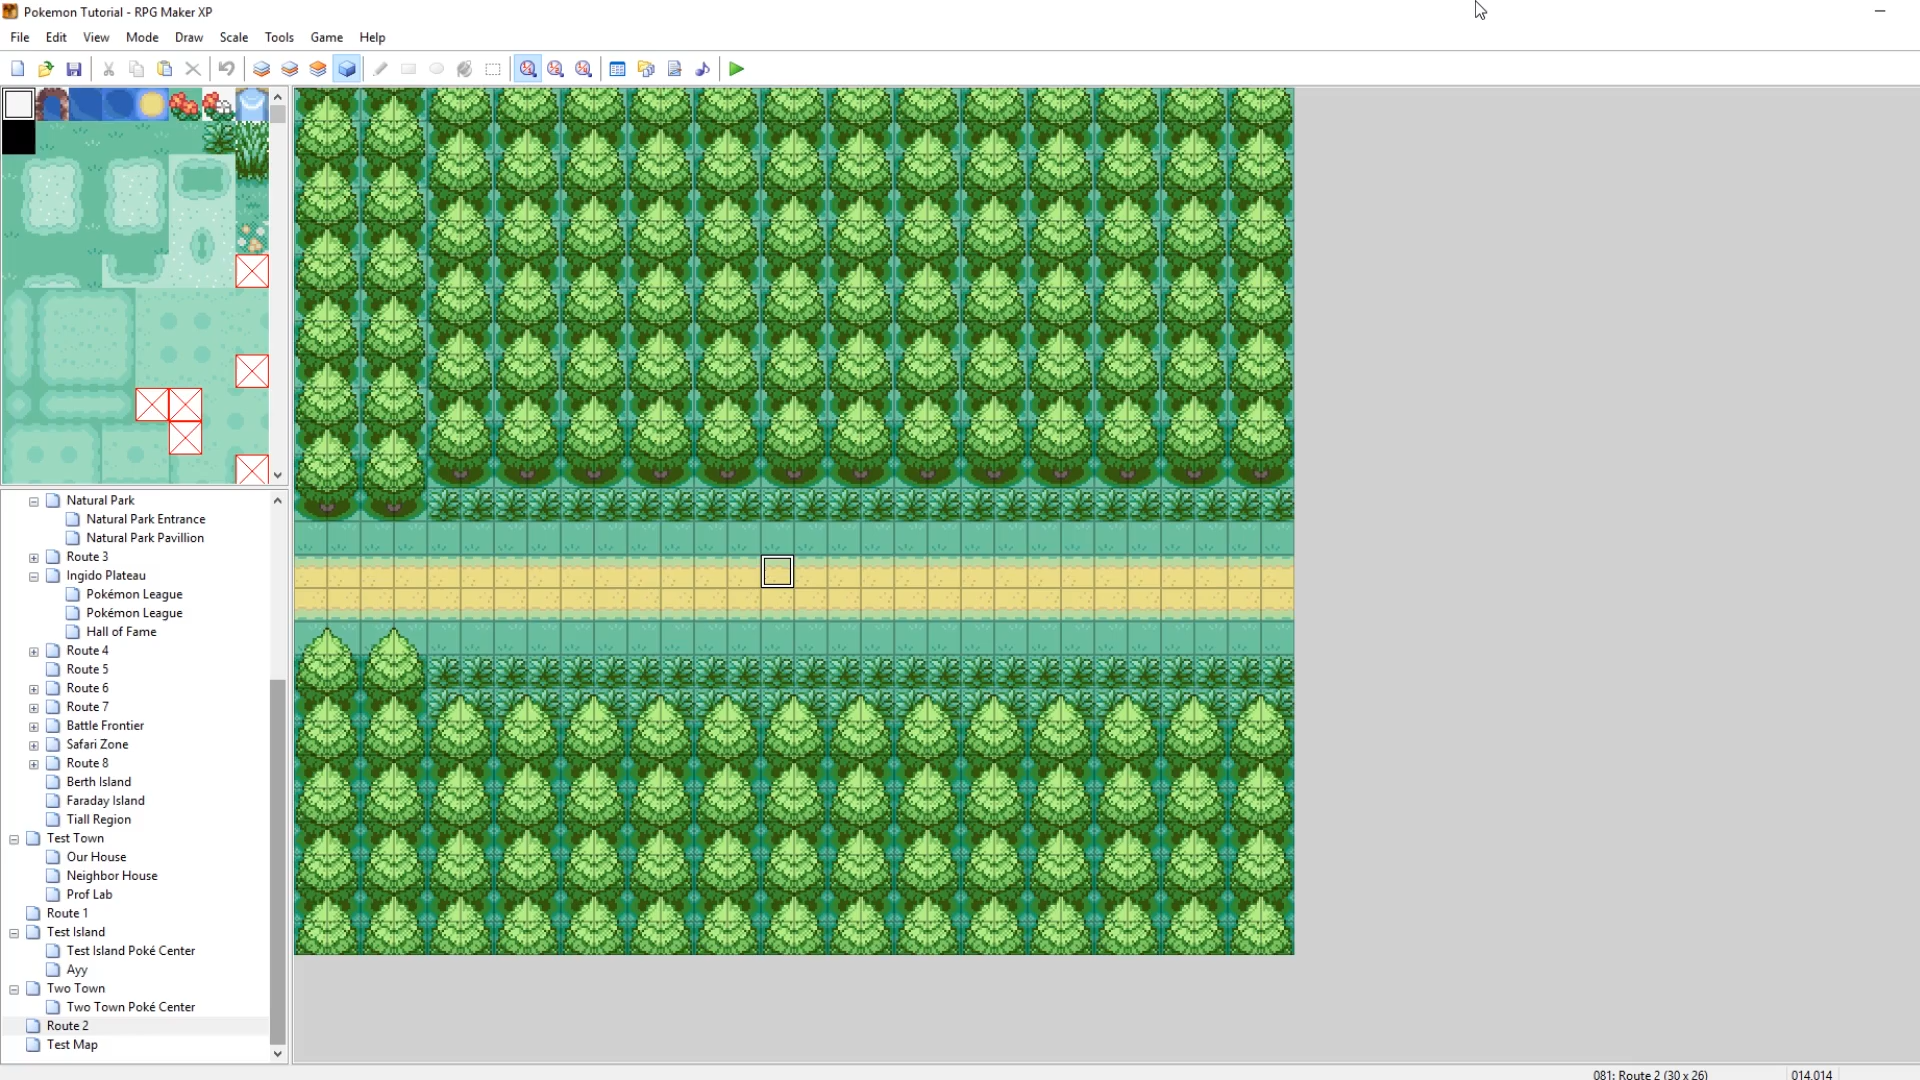 Pokemon Tutorial - RPG Maker XP
File Edit View Mode Draw Scale Tools Game Help
Natural Park
Natural Park Entrance
Natural Park Pavillion
Route 3
Ingido Plateau
Pokémon League
Pokémon League
Hall of Fame
Route 4
Route 5
Route 6
Route 7
Battle Frontier
Safari Zone
Route 8
Berth Island
Faraday Island
Tiall Region
Test Town
Our House
Neighbor House
Prof Lab
Route 1
Test Island
Test Island Poké Center
Ayy
Two Town
Two Town Poké Center
Route 2
Test Map
081: Route 2 (30 x 26) 014,014